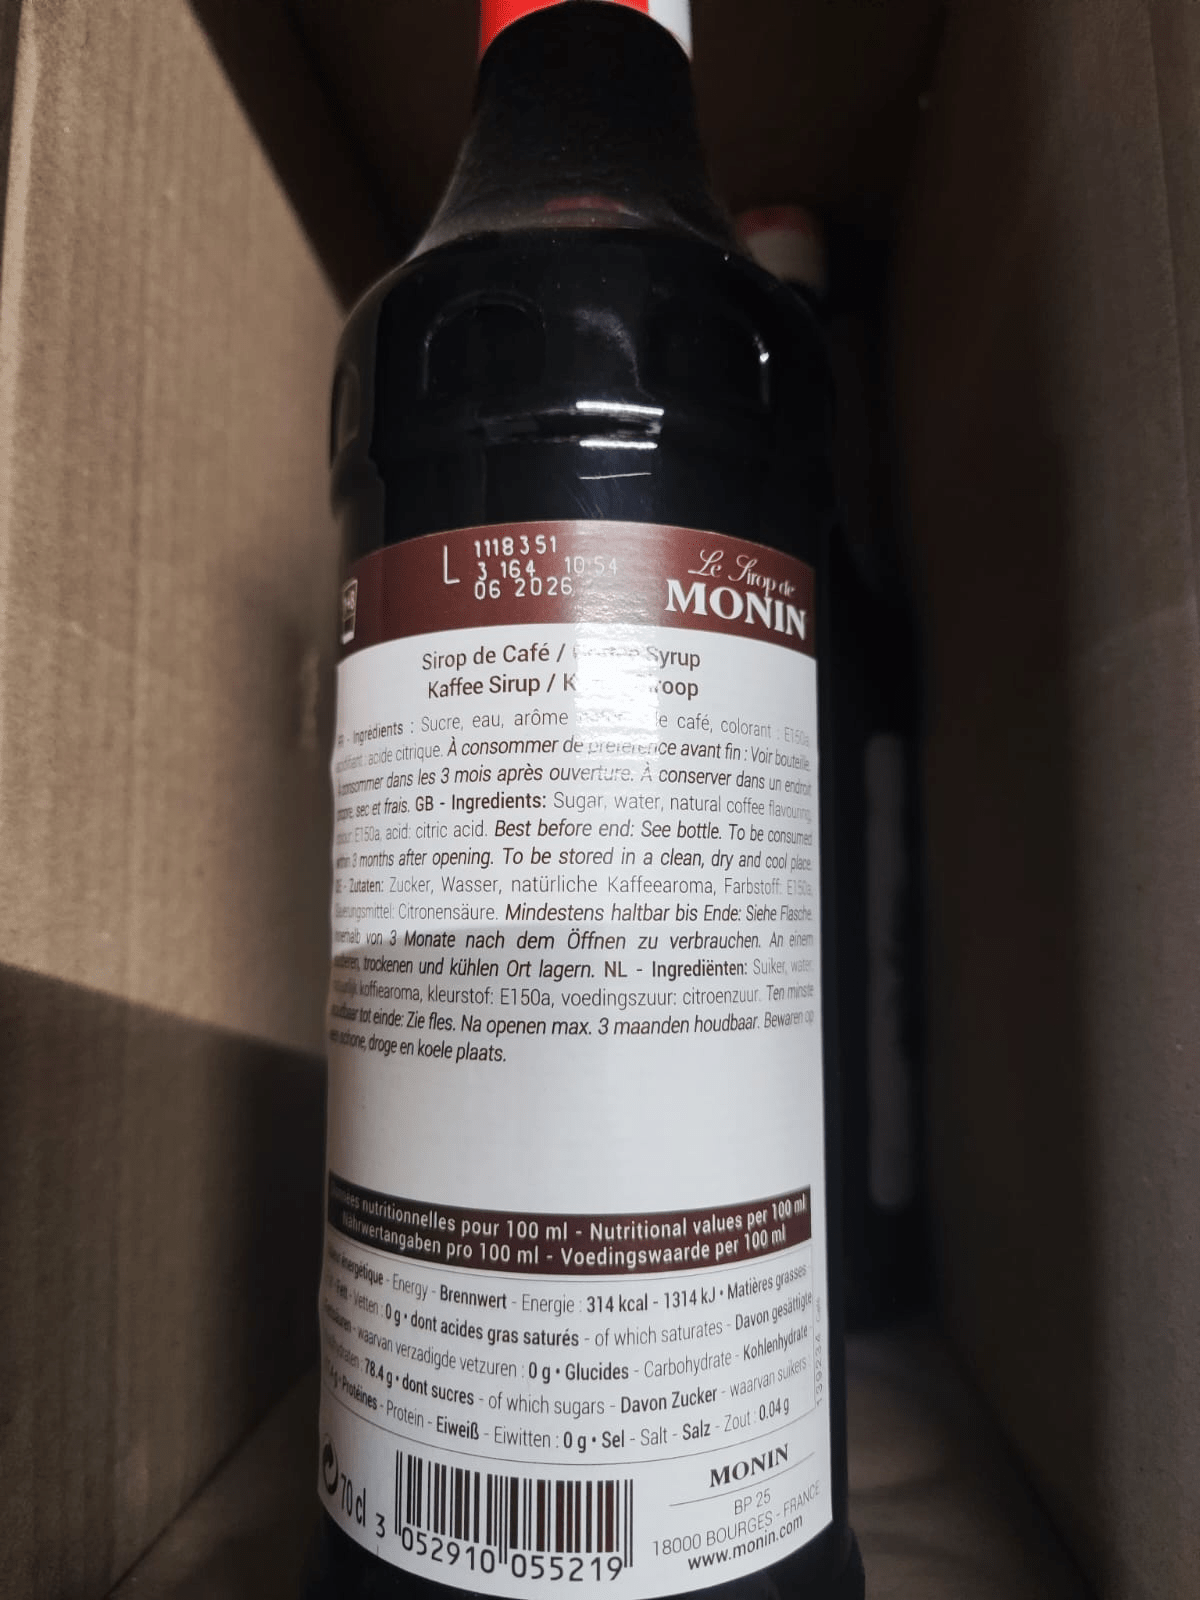 L 1118351
3 164 10:54
06 2026
Le Sirop de
MONIN
Sirop de Café / Syrup
Kaffee Sirup /
Ingrédients : Sucre, eau, arôme café, colorant : E150a
acide citrique. À consommer de préférence avant fin : Voir bouteille
consommer dans les 3 mois après ouverture. À conserver dans un endroit
sec et frais. GB - Ingredients: Sugar, water, natural coffee flavouring,
E150a, acid: citric acid. Best before end: See bottle. To be consumed
within 3 months after opening. To be stored in a clean, dry and cool place.
DE - Zutaten: Zucker, Wasser, natürliche Kaffeearoma, Farbstoff: E150a,
Säuerungsmittel: Citronensäure. Mindestens haltbar bis Ende: Siehe Flasche.
von 3 Monate nach dem Öffnen zu verbrauchen. An einem
trockenen und kühlen Ort lagern. NL - Ingrediënten: Suiker, water,
koffiearoma, kleurstof: E150a, voedingszuur: citroenzuur. Ten minste
houdbaar tot einde: Zie fles. Na openen max. 3 maanden houdbaar. Bewaren op
schone, droge en koele plaats.
nutritionnelles pour 100 ml - Nutritional values per 100 ml
Nährwertangaben pro 100 ml - Voedingswaarde per 100 ml
énergétique - Energy - Brennwert - Energie : 314 kcal - 1314 kJ • Matières grasses -
Fett - Vetten : 0 g • dont acides gras saturés - of which saturates - Davon gesättigte
waarvan verzadigde vetzuren : 0 g • Glucides - Carbohydrate - Kohlenhydrate -
78.4 g • dont sucres - of which sugars - Davon Zucker - waarvan suikers :
Protéines - Protein - Eiweiß - Eiwitten : 0 g • Sel - Salt - Salz - Zout : 0.04 g
70 cl
3 052910 055219
MONIN
BP 25
18000 BOURGES - FRANCE
www.monin.com